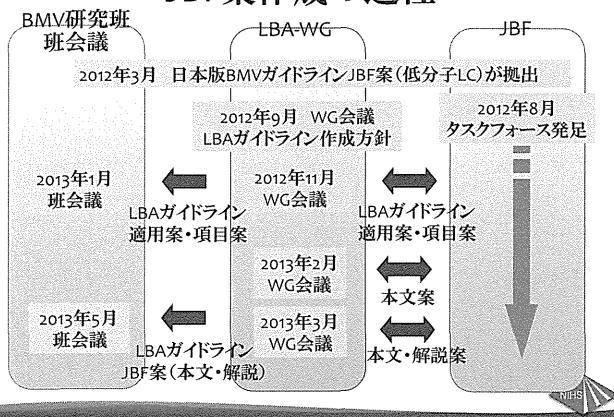 BMV研究班
班会議
LBA-WG
JBF
2012年3月 日本版BMVガイドラインJBF案(低分子LC)が拠出
2012年9月 WG会議
LBAガイドライン作成方針
2012年8月
タスクフォース発足
2013年1月
班会議
2012年11月
WG会議
LBAガイドライン
適用案・項目案
LBAガイドライン
適用案・項目案
2013年2月
WG会議
本文案
2013年5月
班会議
2013年3月
WG会議
LBAガイドライン
JBF案(本文・解説)
本文・解説案
NIHS